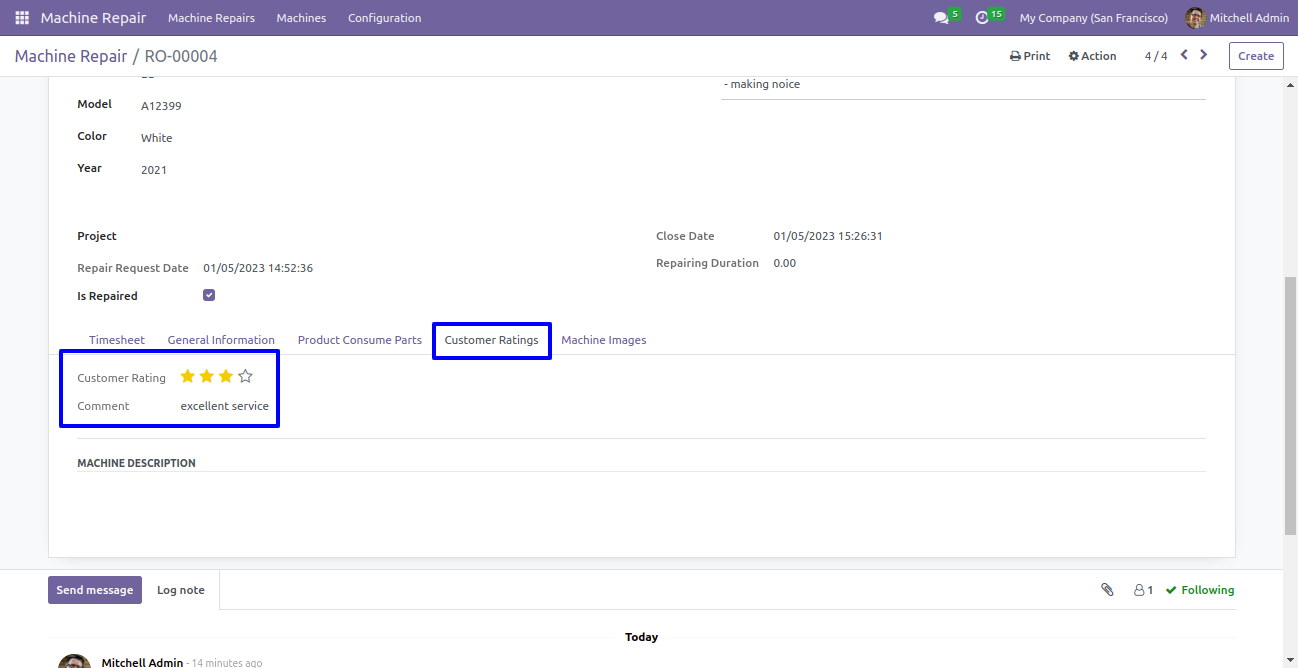 Machine Repair Machine Repairs Machines Configuration 5 15 My Company (San Francisco) Mitchell Admin
Machine Repair / RO-00004 Print Action 4 / 4 Create
- making noice
Model A12399
Color White
Year 2021
Project Close Date 01/05/2023 15:26:31
Repair Request Date 01/05/2023 14:52:36 Repairing Duration 0.00
Is Repaired
Timesheet General Information Product Consume Parts Customer Ratings Machine Images
Customer Rating
Comment excellent service
MACHINE DESCRIPTION
Send message Log note 1 Following
Today
Mitchell Admin - 14 minutes ago